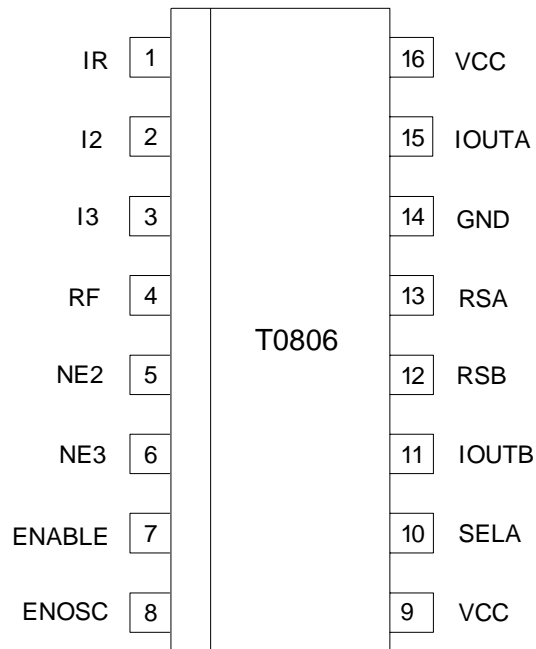 IR 1 16 VCC
I2 2 15 IOUTA
I3 3 14 GND
RF 4 13 RSA
T0806
NE2 5 12 RSB
NE3 6 11 IOUTB
ENABLE 7 10 SELA
ENOSC 8 9 VCC